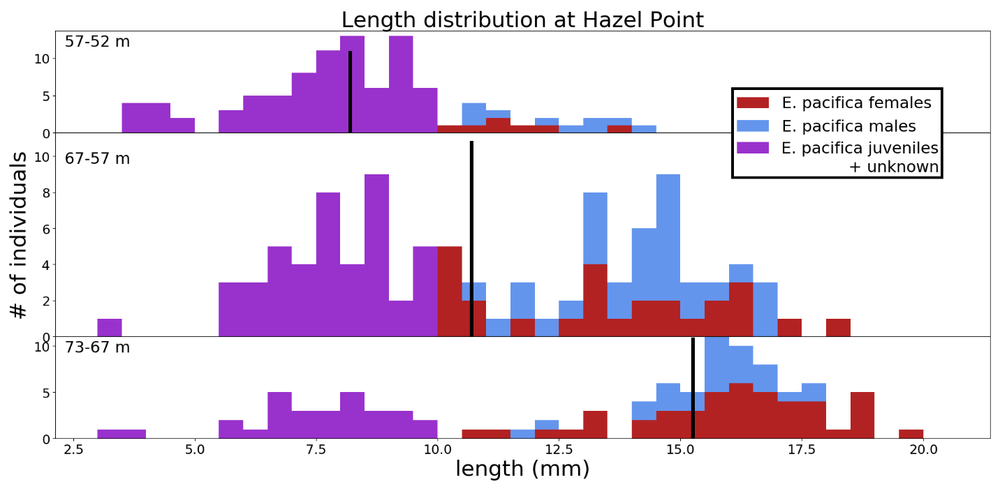 Length distribution at Hazel Point
57-52 m
10
5
0
E. pacifica females
E. pacifica males
E. pacifica juveniles
+ unknown
# of individuals
67-57 m
10
8
6
4
2
0
73-67 m
10
5
0
2.5 5.0 7.5 10.0 12.5 15.0 17.5 20.0
length (mm)